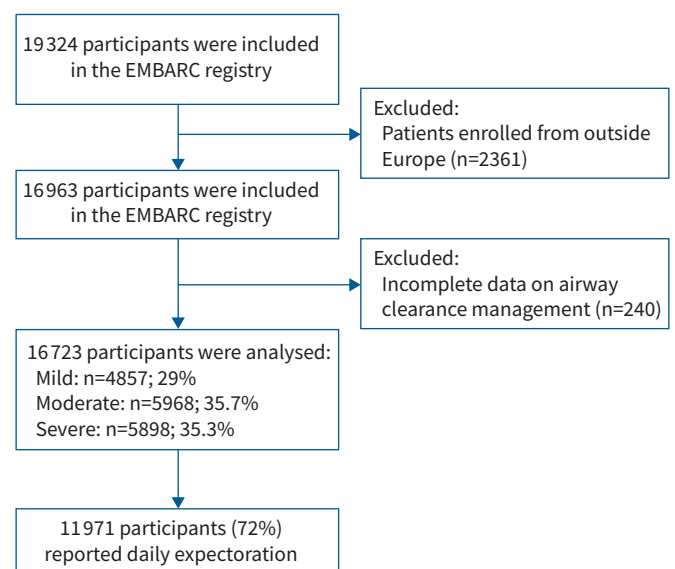 19324 participants were included
in the EMBARC registry
Excluded:
Patients enrolled from outside
Europe (n=2361)
16963 participants were included
in the EMBARC registry
Excluded:
Incomplete data on airway
clearance management (n=240)
16723 participants were analysed:
Mild: n=4857; 29%
Moderate: n=5968; 35.7%
Severe: n=5898; 35.3%
11971 participants (72%)
reported daily expectoration